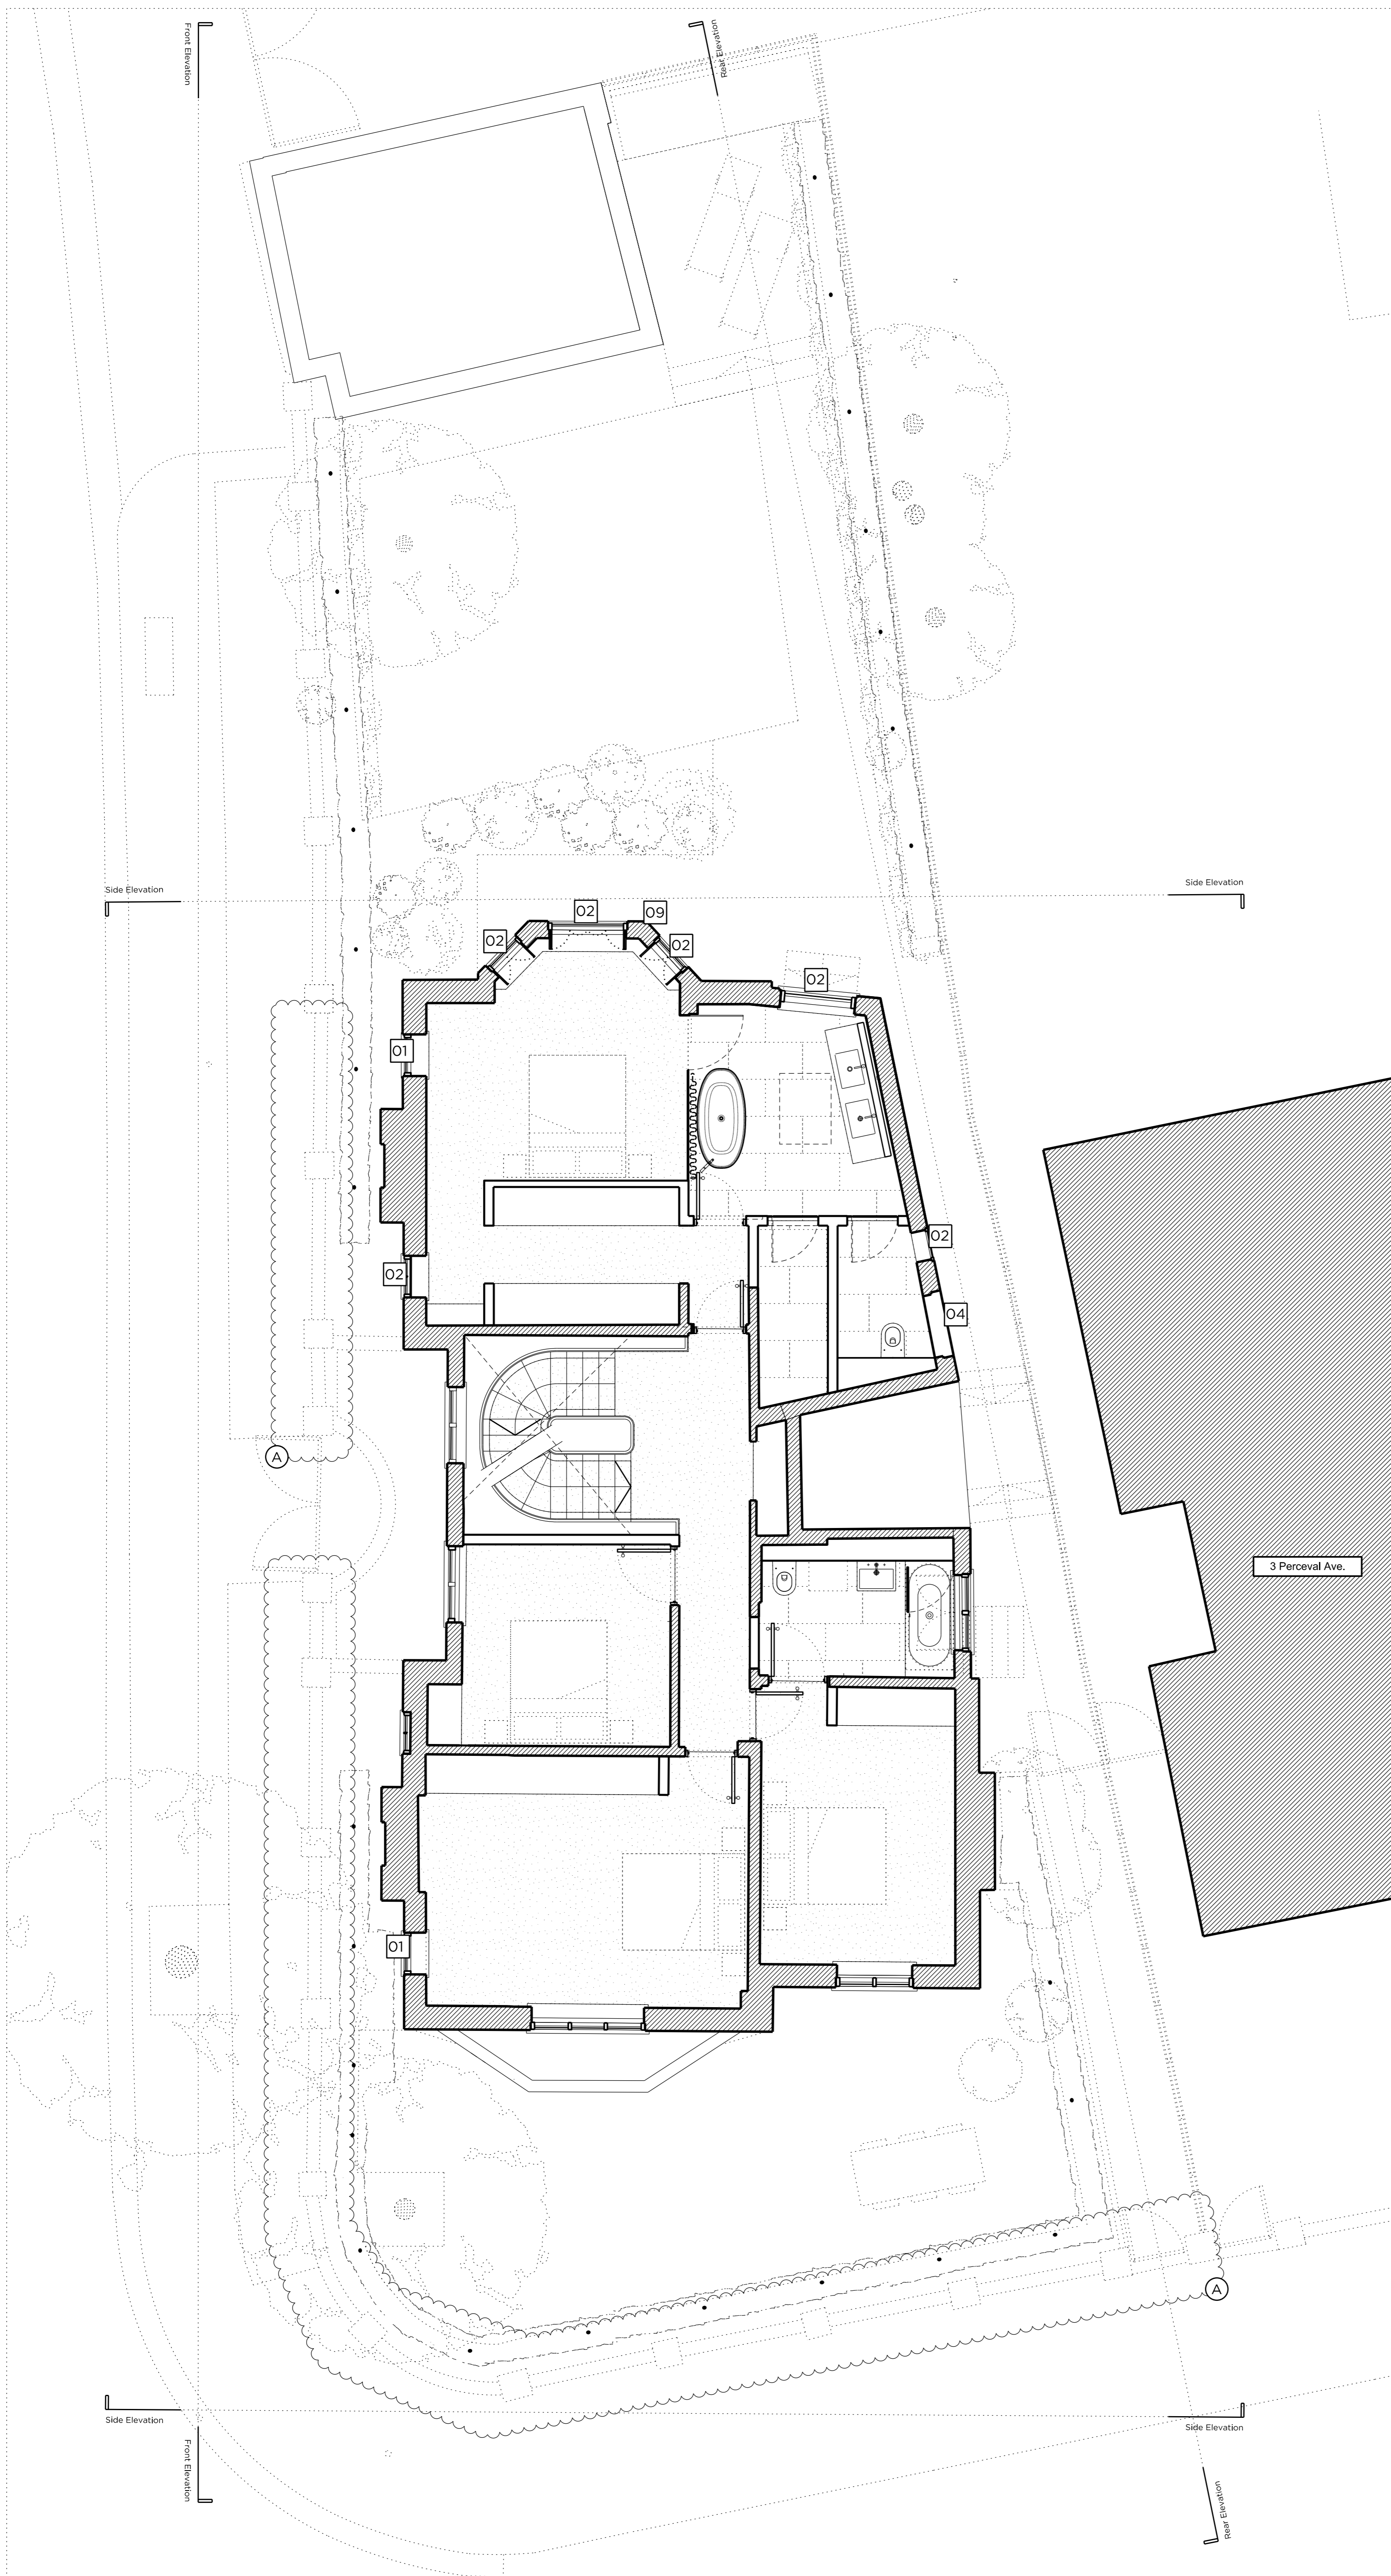 Front Elevation
Rear Elevation
Side Elevation
Side Elevation
02
09
02
02
02
01
02
02
04
A
3 Perceval Ave.
01
A
Side Elevation
Side Elevation
Front Elevation
Rear Elevation